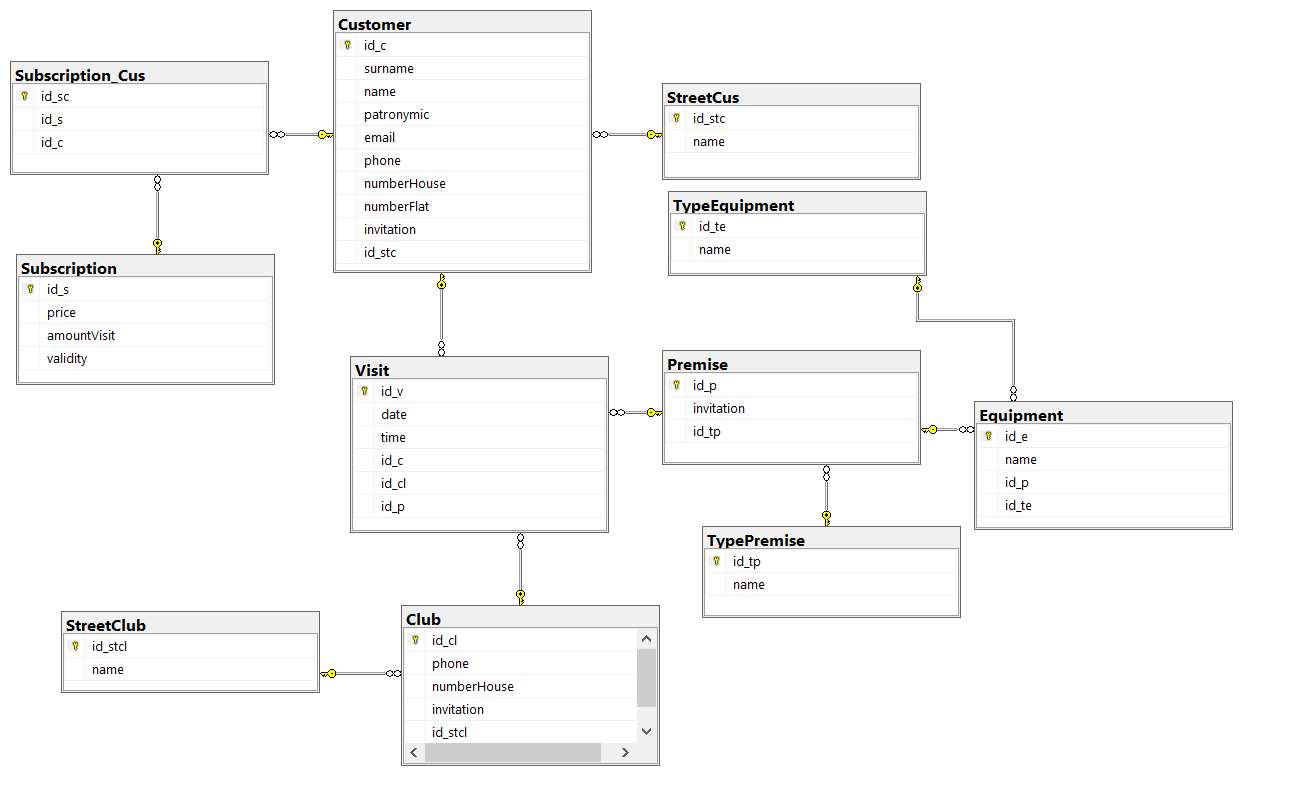 Customer
id_c
surname
name
patronymic
email
phone
numberHouse
numberFlat
invitation
id_stc
Subscription_Cus
id_sc
id_s
id_c
StreetCus
id_stc
name
TypeEquipment
id_te
name
Subscription
id_s
price
amountVisit
validity
Visit
id_v
date
time
id_c
id_cl
id_p
Premise
id_p
invitation
id_tp
Equipment
id_e
name
id_p
id_te
TypePremise
id_tp
name
StreetClub
id_stcl
name
Club
id_cl
phone
numberHouse
invitation
id_stcl